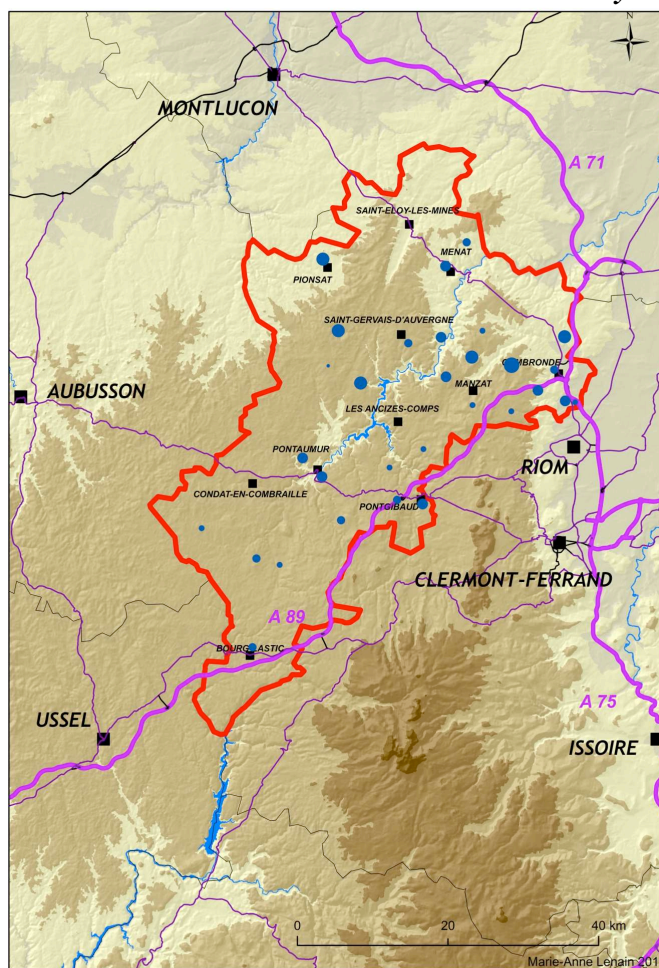 N
MONTLUCON
A 71
SAINT-ELOY-LES-MINES
MENAT
PIONSAT
SAINT-GERVAIS-D'AUVERGNE
COMBRONDE
AUBUSSON
MANZAT
LES ANCIZES-COMPS
PONTAUMUR
RIOM
CONDAT-EN-COMBRAILLE
PONTGIBAUD
CLERMONT-FERRAND
A 89
BOURG-LASTIC
A 75
USSEL
ISSOIRE
0 20 40 km
Marie-Anne Lenain 201